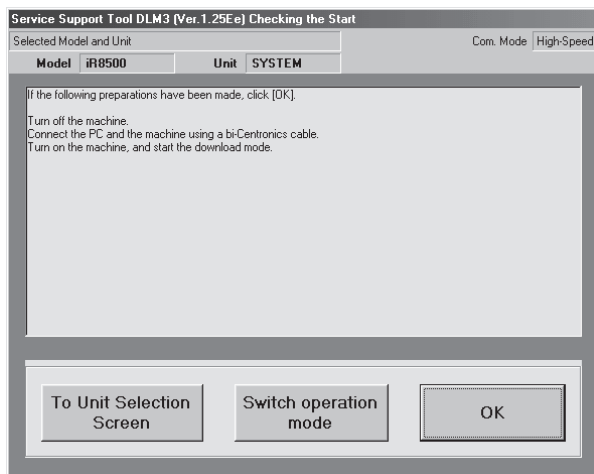 Service Support Tool DLM3 (Ver.1.25Ee) Checking the Start
Selected Model and Unit
Com. Mode High-Speed
Model iR8500 Unit SYSTEM
If the following preparations have been made, click [OK].
Turn off the machine.
Connect the PC and the machine using a bi-Centronics cable.
Turn on the machine, and start the download mode.
To Unit Selection
Screen
Switch operation
mode
OK